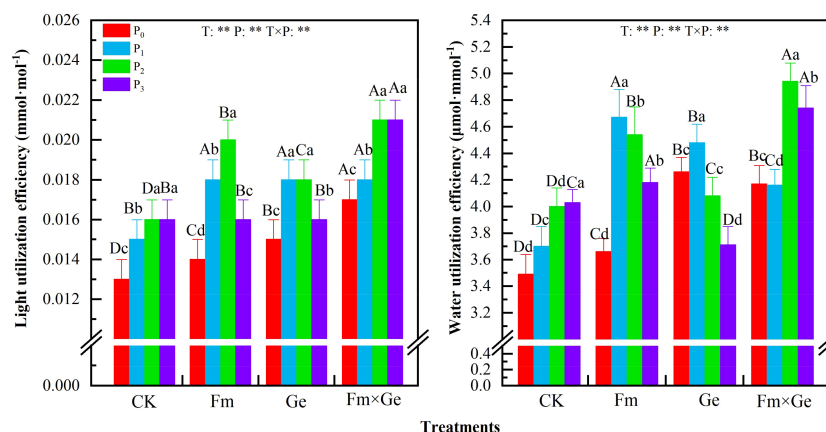 Light utilization efficiency (mmol·mmol⁻¹)
0.026
0.024
0.022
0.020
0.018
0.016
0.014
0.012
0.000
P₀
P₁
P₂
P₃
T: ** P: ** T×P: **
Dc Bb Da Ba
Cd Ab Ba Bc
Bc Aa Ca Bb
Ac Ab Aa Aa
CK Fm Ge Fm×Ge
Water utilization efficiency (μmol·mmol⁻¹)
5.4
5.2
5.0
4.8
4.6
4.4
4.2
4.0
3.8
3.6
3.4
3.2
0.4
0.2
0.0
T: ** P: ** T×P: **
Dd Dc Dd Ca
Cd Aa Bb Ab
Bc Ba Cc Dd
Bc Cd Aa Ab
CK Fm Ge Fm×Ge
Treatments